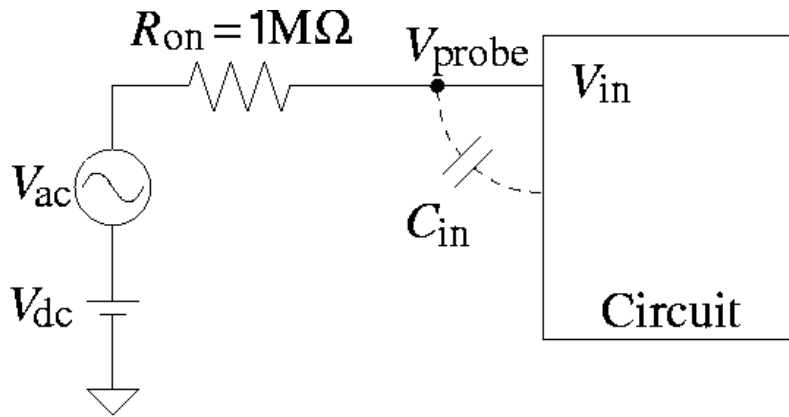 Ron = 1MΩ
Vprobe
Vin
Vac
Cin
Vdc
Circuit